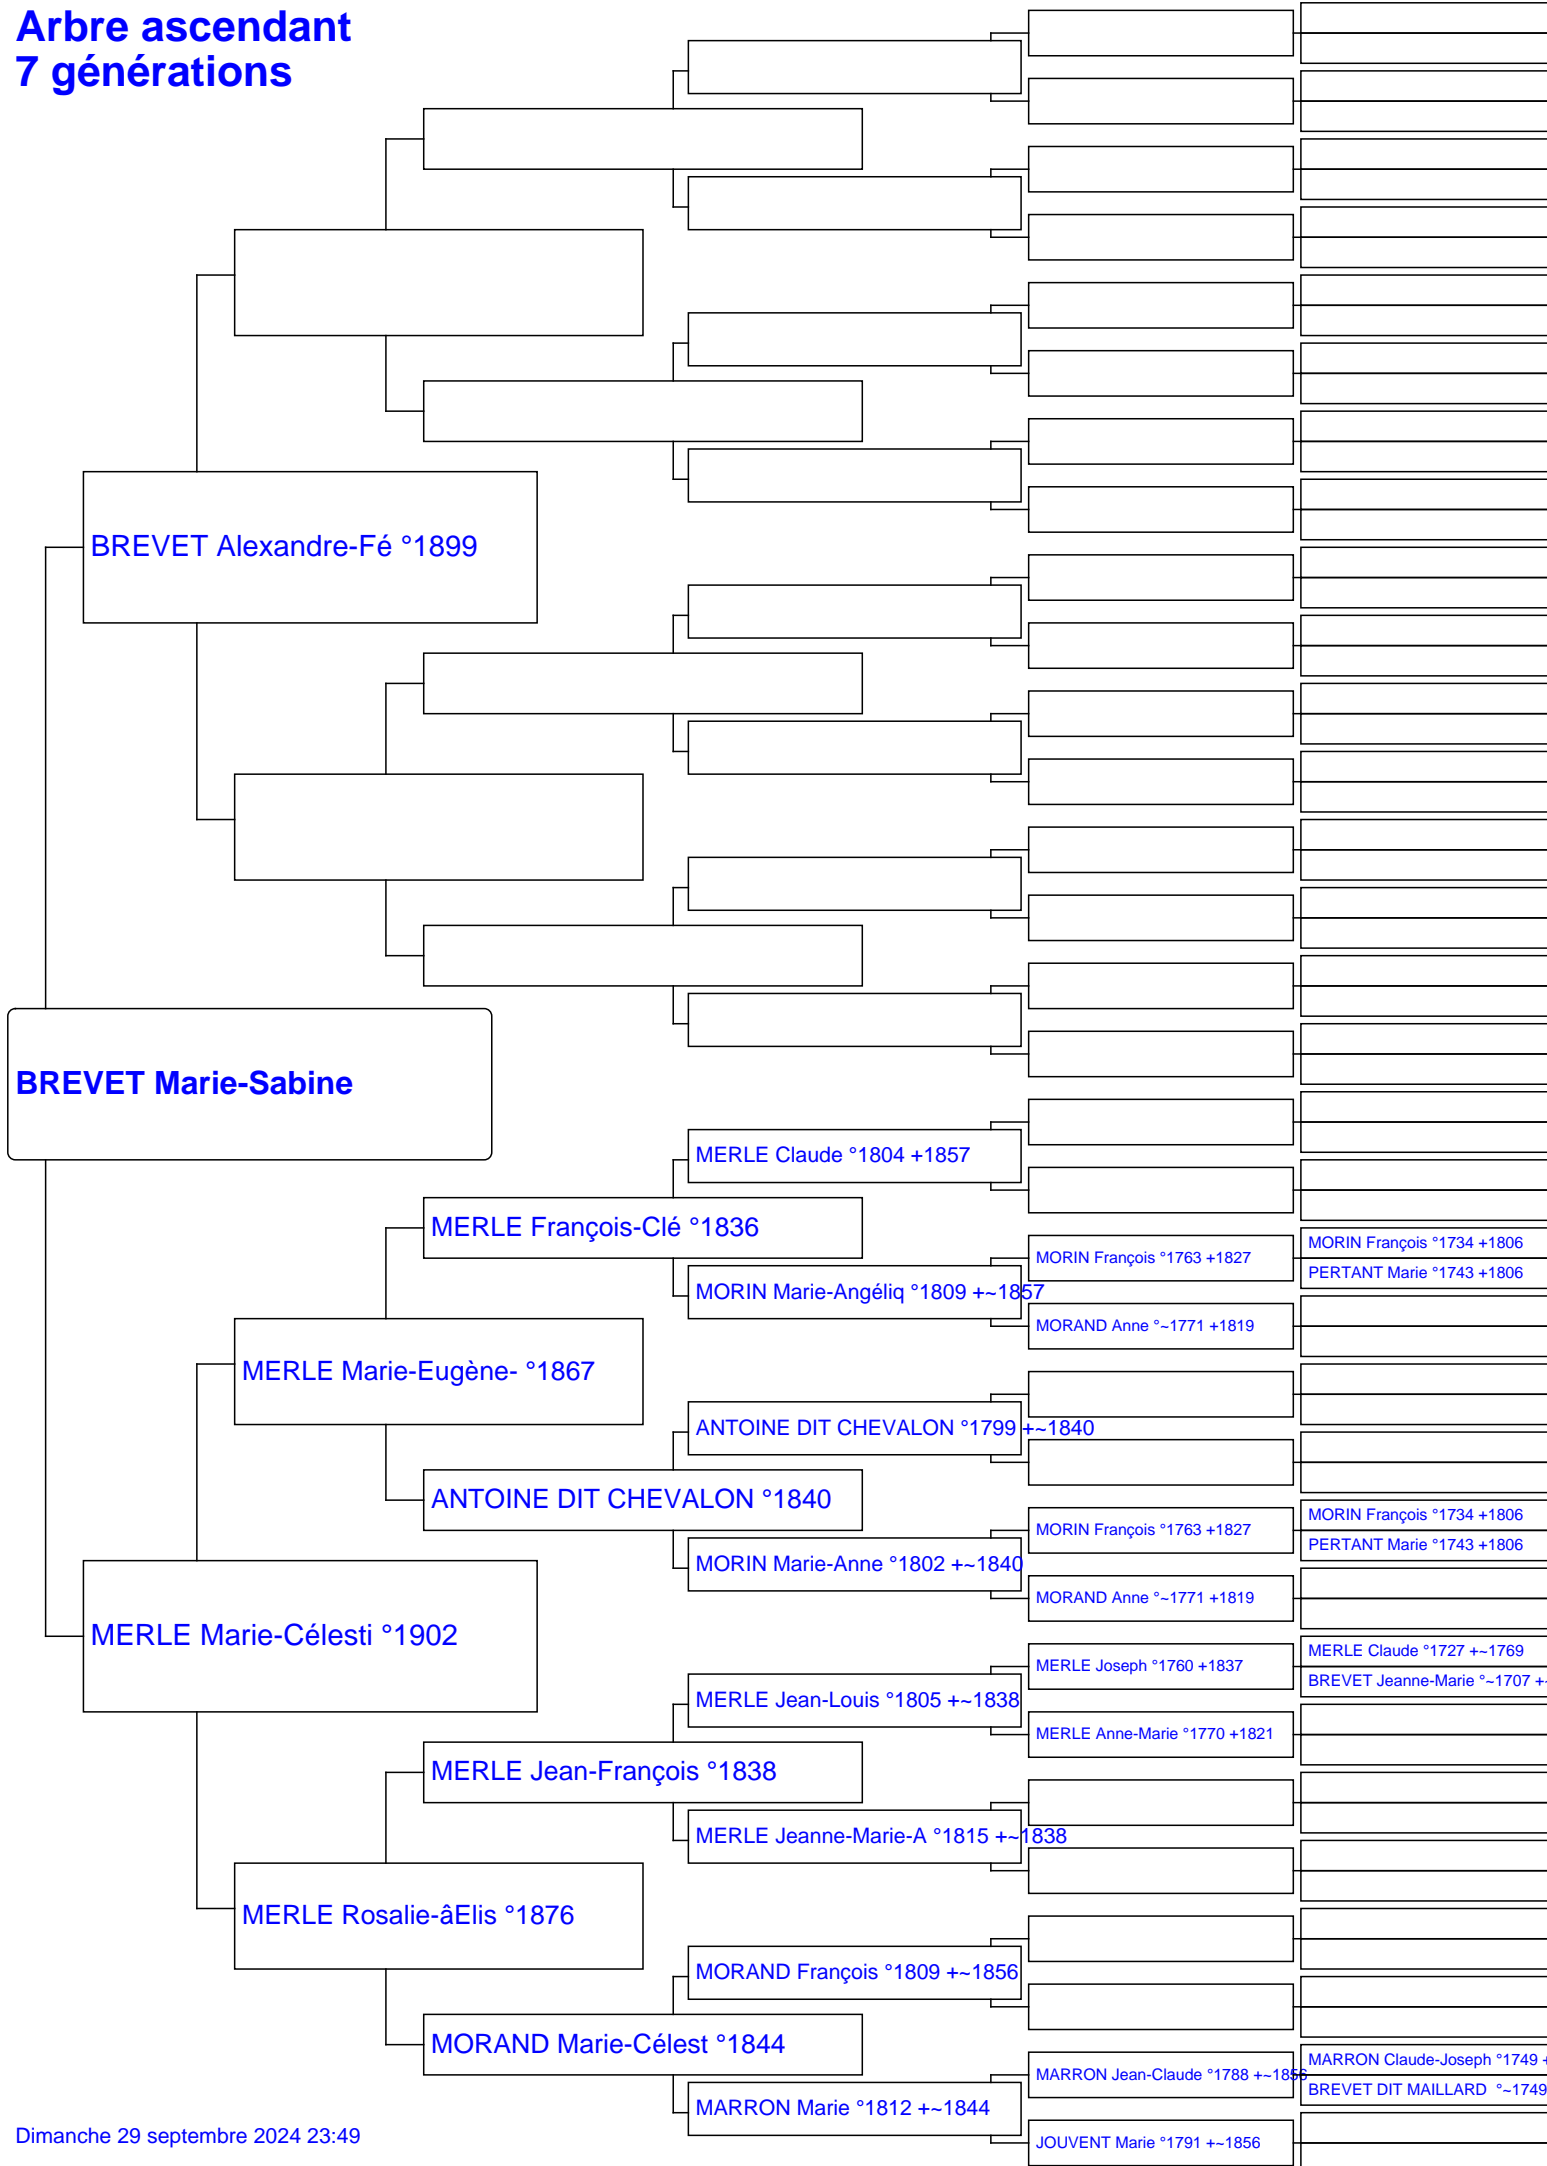 Arbre ascendant
7 générations
BREVET Alexandre-Fé °1899
BREVET Marie-Sabine
MERLE Claude °1804 +1857
MERLE François-Clé °1836
MORIN François °1763 +1827
MORIN François °1734 +1806
PERTANT Marie °1743 +1806
MORIN Marie-Angéliq °1809 +~1857
MORAND Anne °~1771 +1819
MERLE Marie-Eugène- °1867
ANTOINE DIT CHEVALON °1799 +~1840
ANTOINE DIT CHEVALON °1840
MORIN François °1763 +1827
MORIN François °1734 +1806
PERTANT Marie °1743 +1806
MORIN Marie-Anne °1802 +~1840
MORAND Anne °~1771 +1819
MERLE Marie-Célesti °1902
MERLE Joseph °1760 +1837
MERLE Claude °1727 +~1769
BREVET Jeanne-Marie °~1707 +~
MERLE Jean-Louis °1805 +~1838
MERLE Anne-Marie °1770 +1821
MERLE Jean-François °1838
MERLE Jeanne-Marie-A °1815 +~1838
MERLE Rosalie-âElis °1876
MORAND François °1809 +~1856
MORAND Marie-Célest °1844
MARRON Jean-Claude °1788 +~1856
MARRON Claude-Joseph °1749 +
BREVET DIT MAILLARD °~1749
MARRON Marie °1812 +~1844
JOUVENT Marie °1791 +~1856
Dimanche 29 septembre 2024 23:49